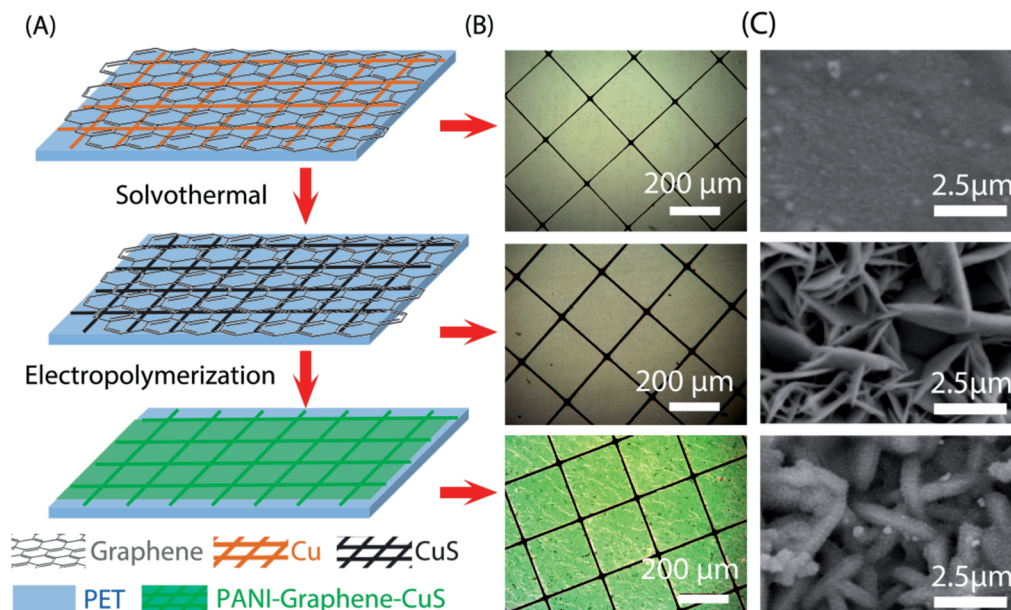 (A)
(B)
(C)
Solvothermal
Electropolymerization
200 μm
2.5μm
200 μm
2.5μm
200 μm
2.5μm
Graphene
Cu
CuS
PET
PANI-Graphene-CuS